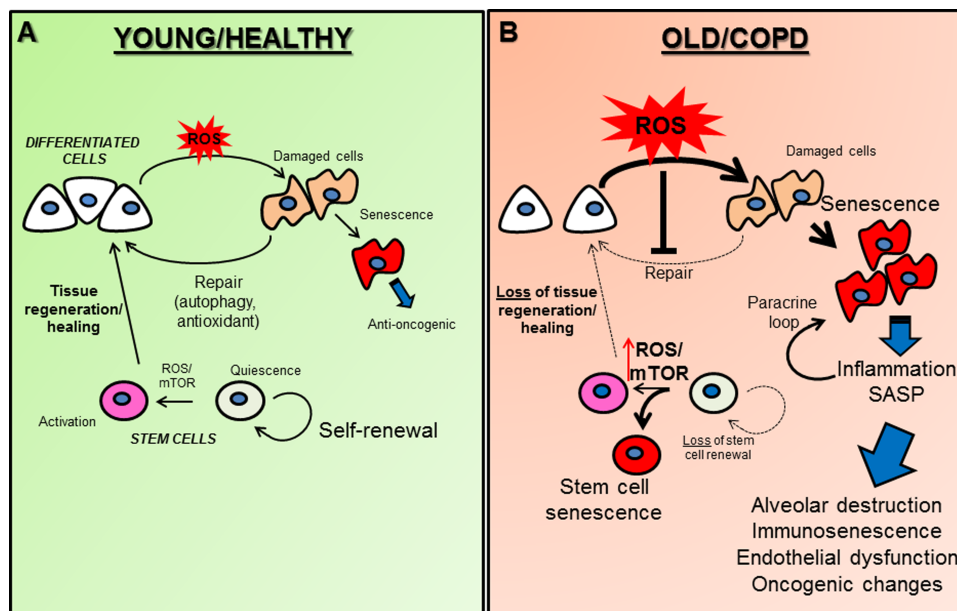 A
YOUNG/HEALTHY
ROS
DIFFERENTIATED
CELLS
Damaged cells
Senescence
Repair
(autophagy,
antioxidant)
Tissue
regeneration/
healing
Anti-oncogenic
ROS/
mTOR
Quiescence
Activation
STEM CELLS
Self-renewal
B
OLD/COPD
ROS
Damaged cells
Senescence
Repair
Loss of tissue
regeneration/
healing
Paracrine
loop
ROS/
mTOR
Inflammation
SASP
Loss of stem
cell renewal
Stem cell
senescence
Alveolar destruction
Immunosenescence
Endothelial dysfunction
Oncogenic changes